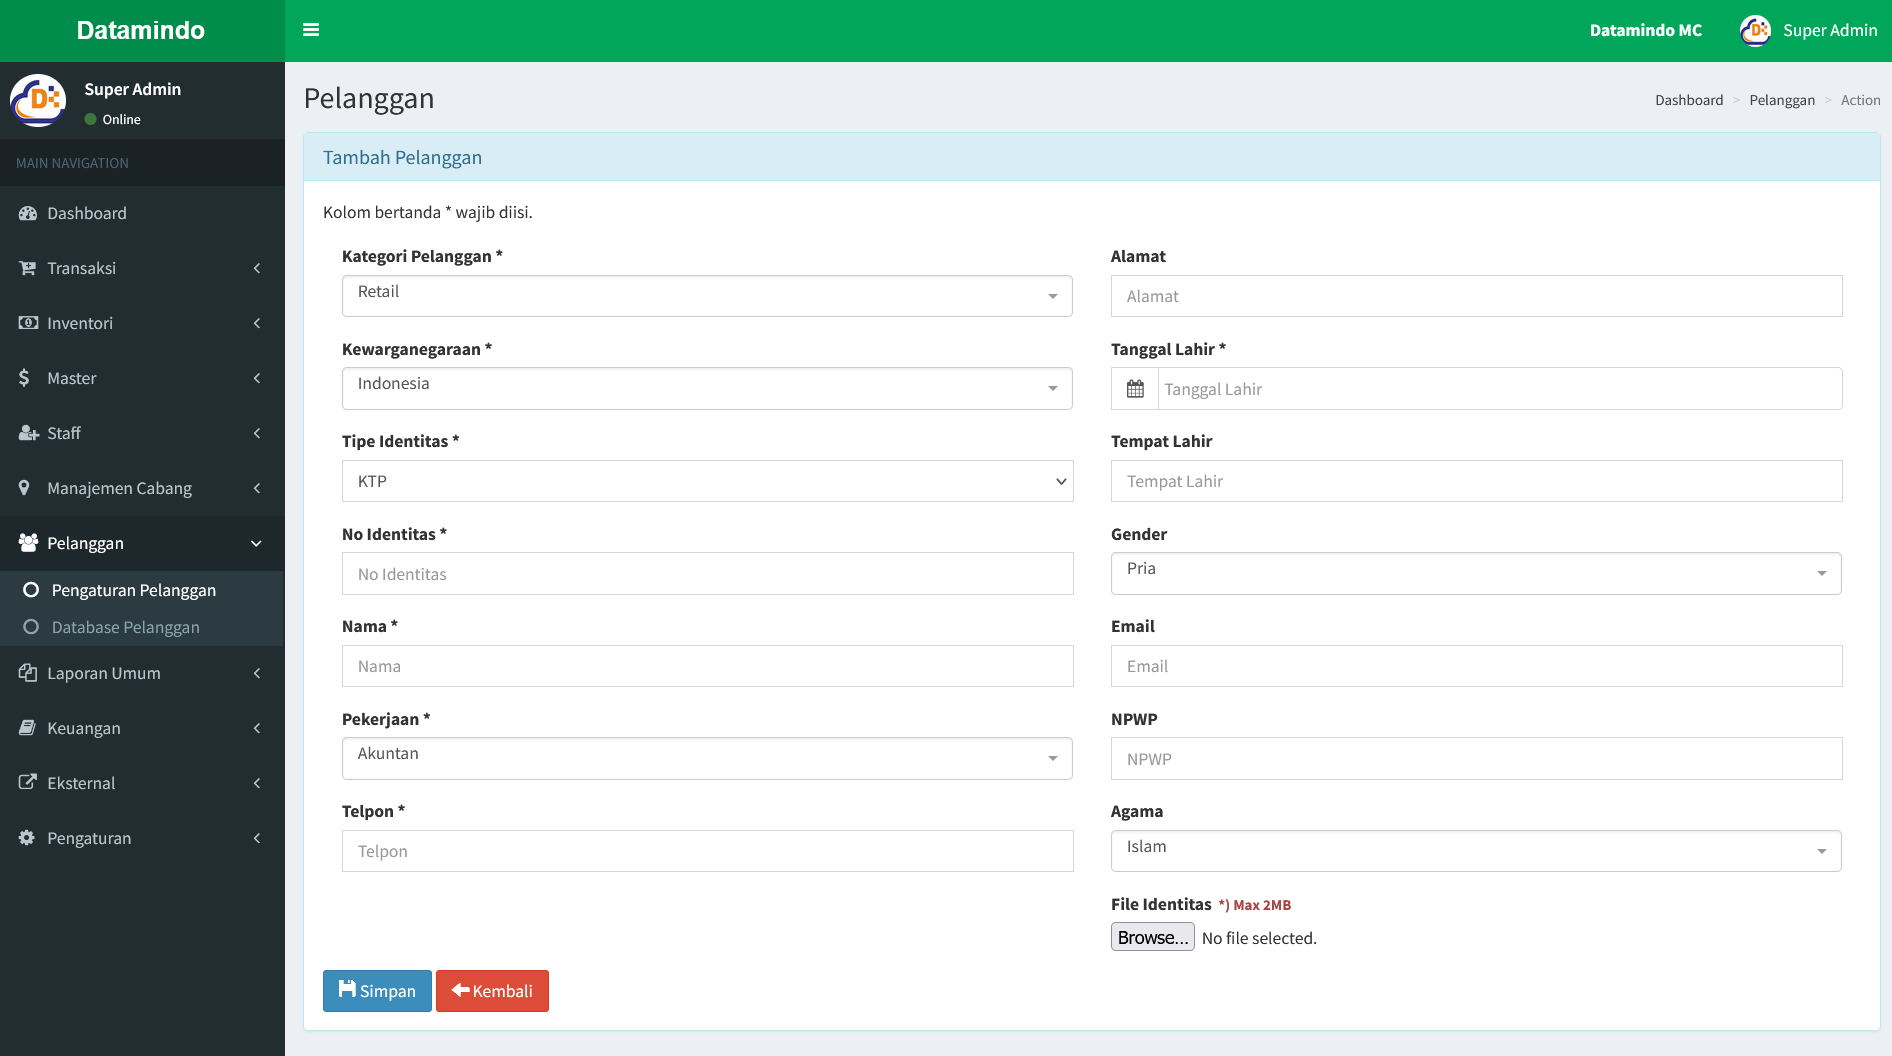 Datamindo
Datamindo MC
Super Admin
Super Admin
Online
MAIN NAVIGATION
Dashboard
Transaksi
Inventori
Master
Staff
Manajemen Cabang
Pelanggan
Pengaturan Pelanggan
Database Pelanggan
Laporan Umum
Keuangan
Eksternal
Pengaturan
Pelanggan
Dashboard > Pelanggan > Action
Tambah Pelanggan
Kolom bertanda * wajib diisi.
Kategori Pelanggan *
Retail
Kewarganegaraan *
Indonesia
Tipe Identitas *
KTP
No Identitas *
No Identitas
Nama *
Nama
Pekerjaan *
Akuntan
Telpon *
Telpon
Alamat
Alamat
Tanggal Lahir *
Tanggal Lahir
Tempat Lahir
Tempat Lahir
Gender
Pria
Email
Email
NPWP
NPWP
Agama
Islam
File Identitas *) Max 2MB
Browse... No file selected.
Simpan
Kembali